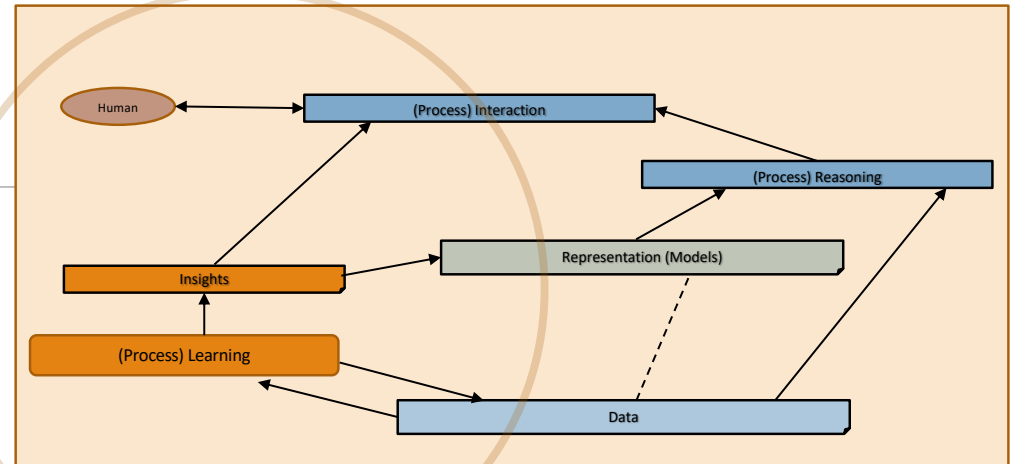 Human
(Process) Interaction
(Process) Reasoning
Representation (Models)
Insights
(Process) Learning
Data